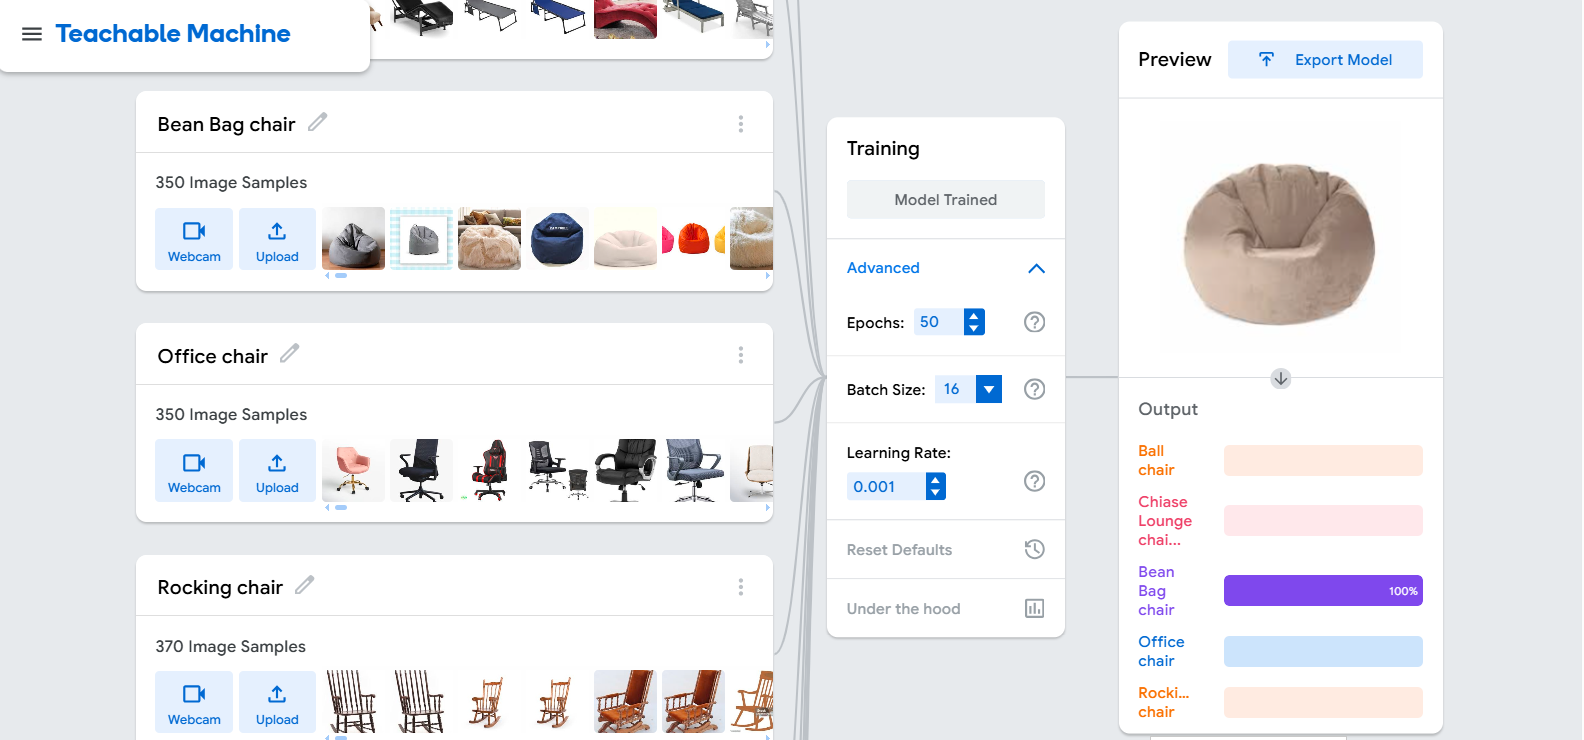 Teachable Machine
Bean Bag chair
350 Image Samples
Webcam
Upload
Office chair
350 Image Samples
Webcam
Upload
Rocking chair
370 Image Samples
Webcam
Upload
Training
Model Trained
Advanced
Epochs: 50
Batch Size: 16
Learning Rate:
0.001
Reset Defaults
Under the hood
Preview
Export Model
Output
Ball
chair
Chiase
Lounge
chai...
Bean
Bag
chair
100%
Office
chair
Rocki...
chair